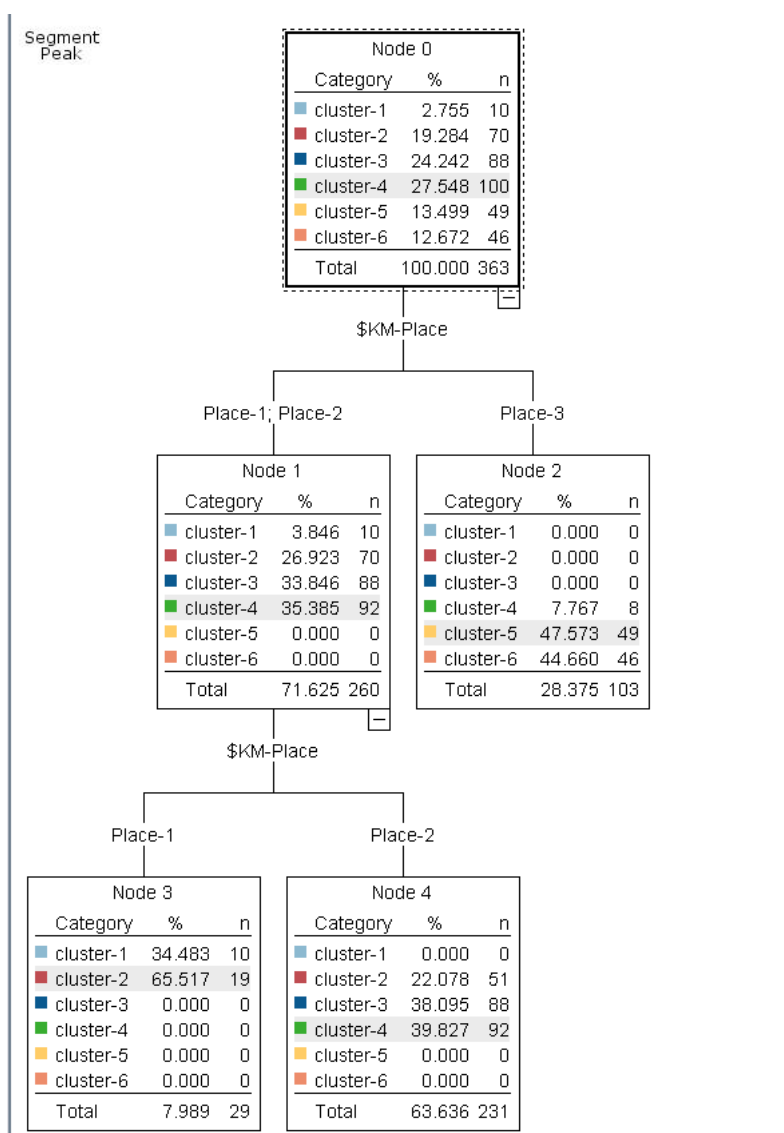 Segment
Peak
Node 0
Category % n
cluster-1 2.755 10
cluster-2 19.284 70
cluster-3 24.242 88
cluster-4 27.548 100
cluster-5 13.499 49
cluster-6 12.672 46
Total 100.000 363
$KM-Place
Place-1; Place-2
Place-3
Node 1
Category % n
cluster-1 3.846 10
cluster-2 26.923 70
cluster-3 33.846 88
cluster-4 35.385 92
cluster-5 0.000 0
cluster-6 0.000 0
Total 71.625 260
Node 2
Category % n
cluster-1 0.000 0
cluster-2 0.000 0
cluster-3 0.000 0
cluster-4 7.767 8
cluster-5 47.573 49
cluster-6 44.660 46
Total 28.375 103
$KM-Place
Place-1
Place-2
Node 3
Category % n
cluster-1 34.483 10
cluster-2 65.517 19
cluster-3 0.000 0
cluster-4 0.000 0
cluster-5 0.000 0
cluster-6 0.000 0
Total 7.989 29
Node 4
Category % n
cluster-1 0.000 0
cluster-2 22.078 51
cluster-3 38.095 88
cluster-4 39.827 92
cluster-5 0.000 0
cluster-6 0.000 0
Total 63.636 231